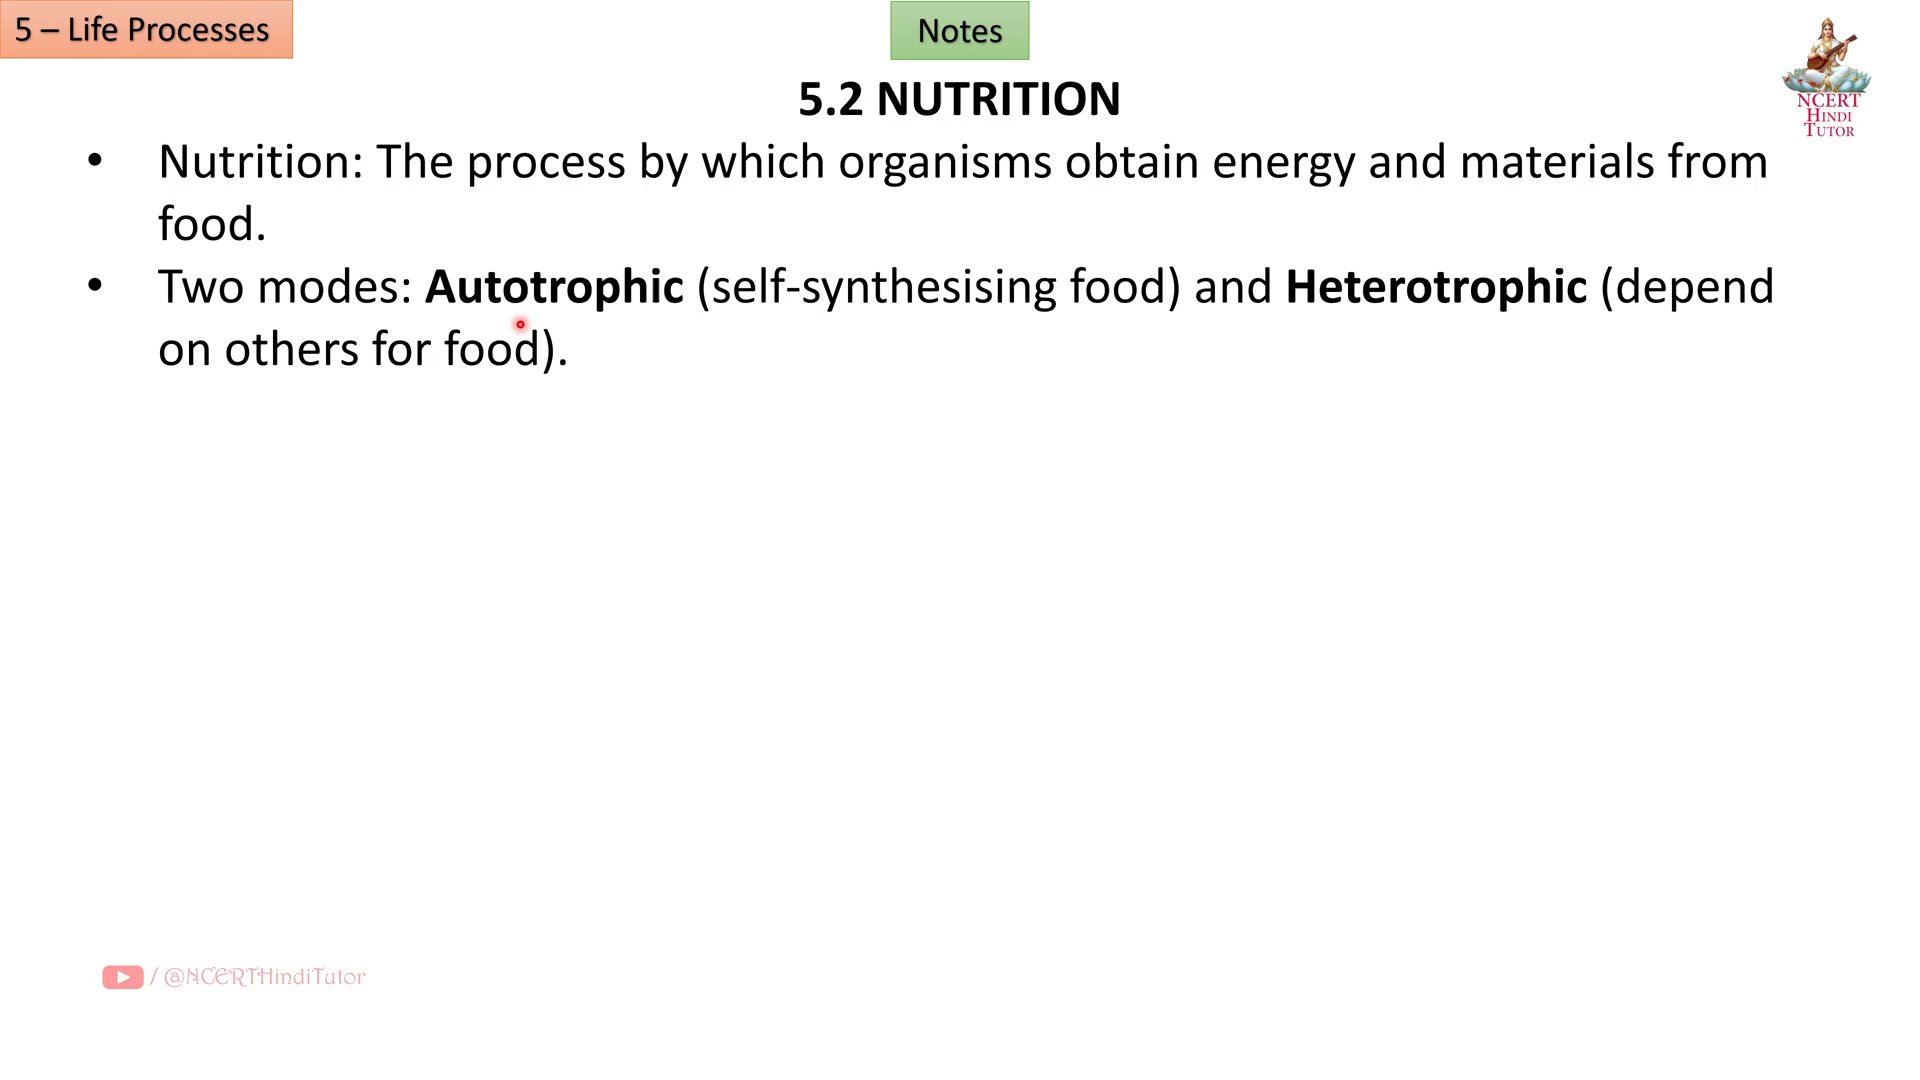 5 – Life Processes
Notes
NCERT
HINDI
TUTOR
5.2 NUTRITION
• Nutrition: The process by which organisms obtain energy and materials from
food.
• Two modes: Autotrophic (self-synthesising food) and Heterotrophic (depend
on others for food).
/ @NCERTHindiTutor